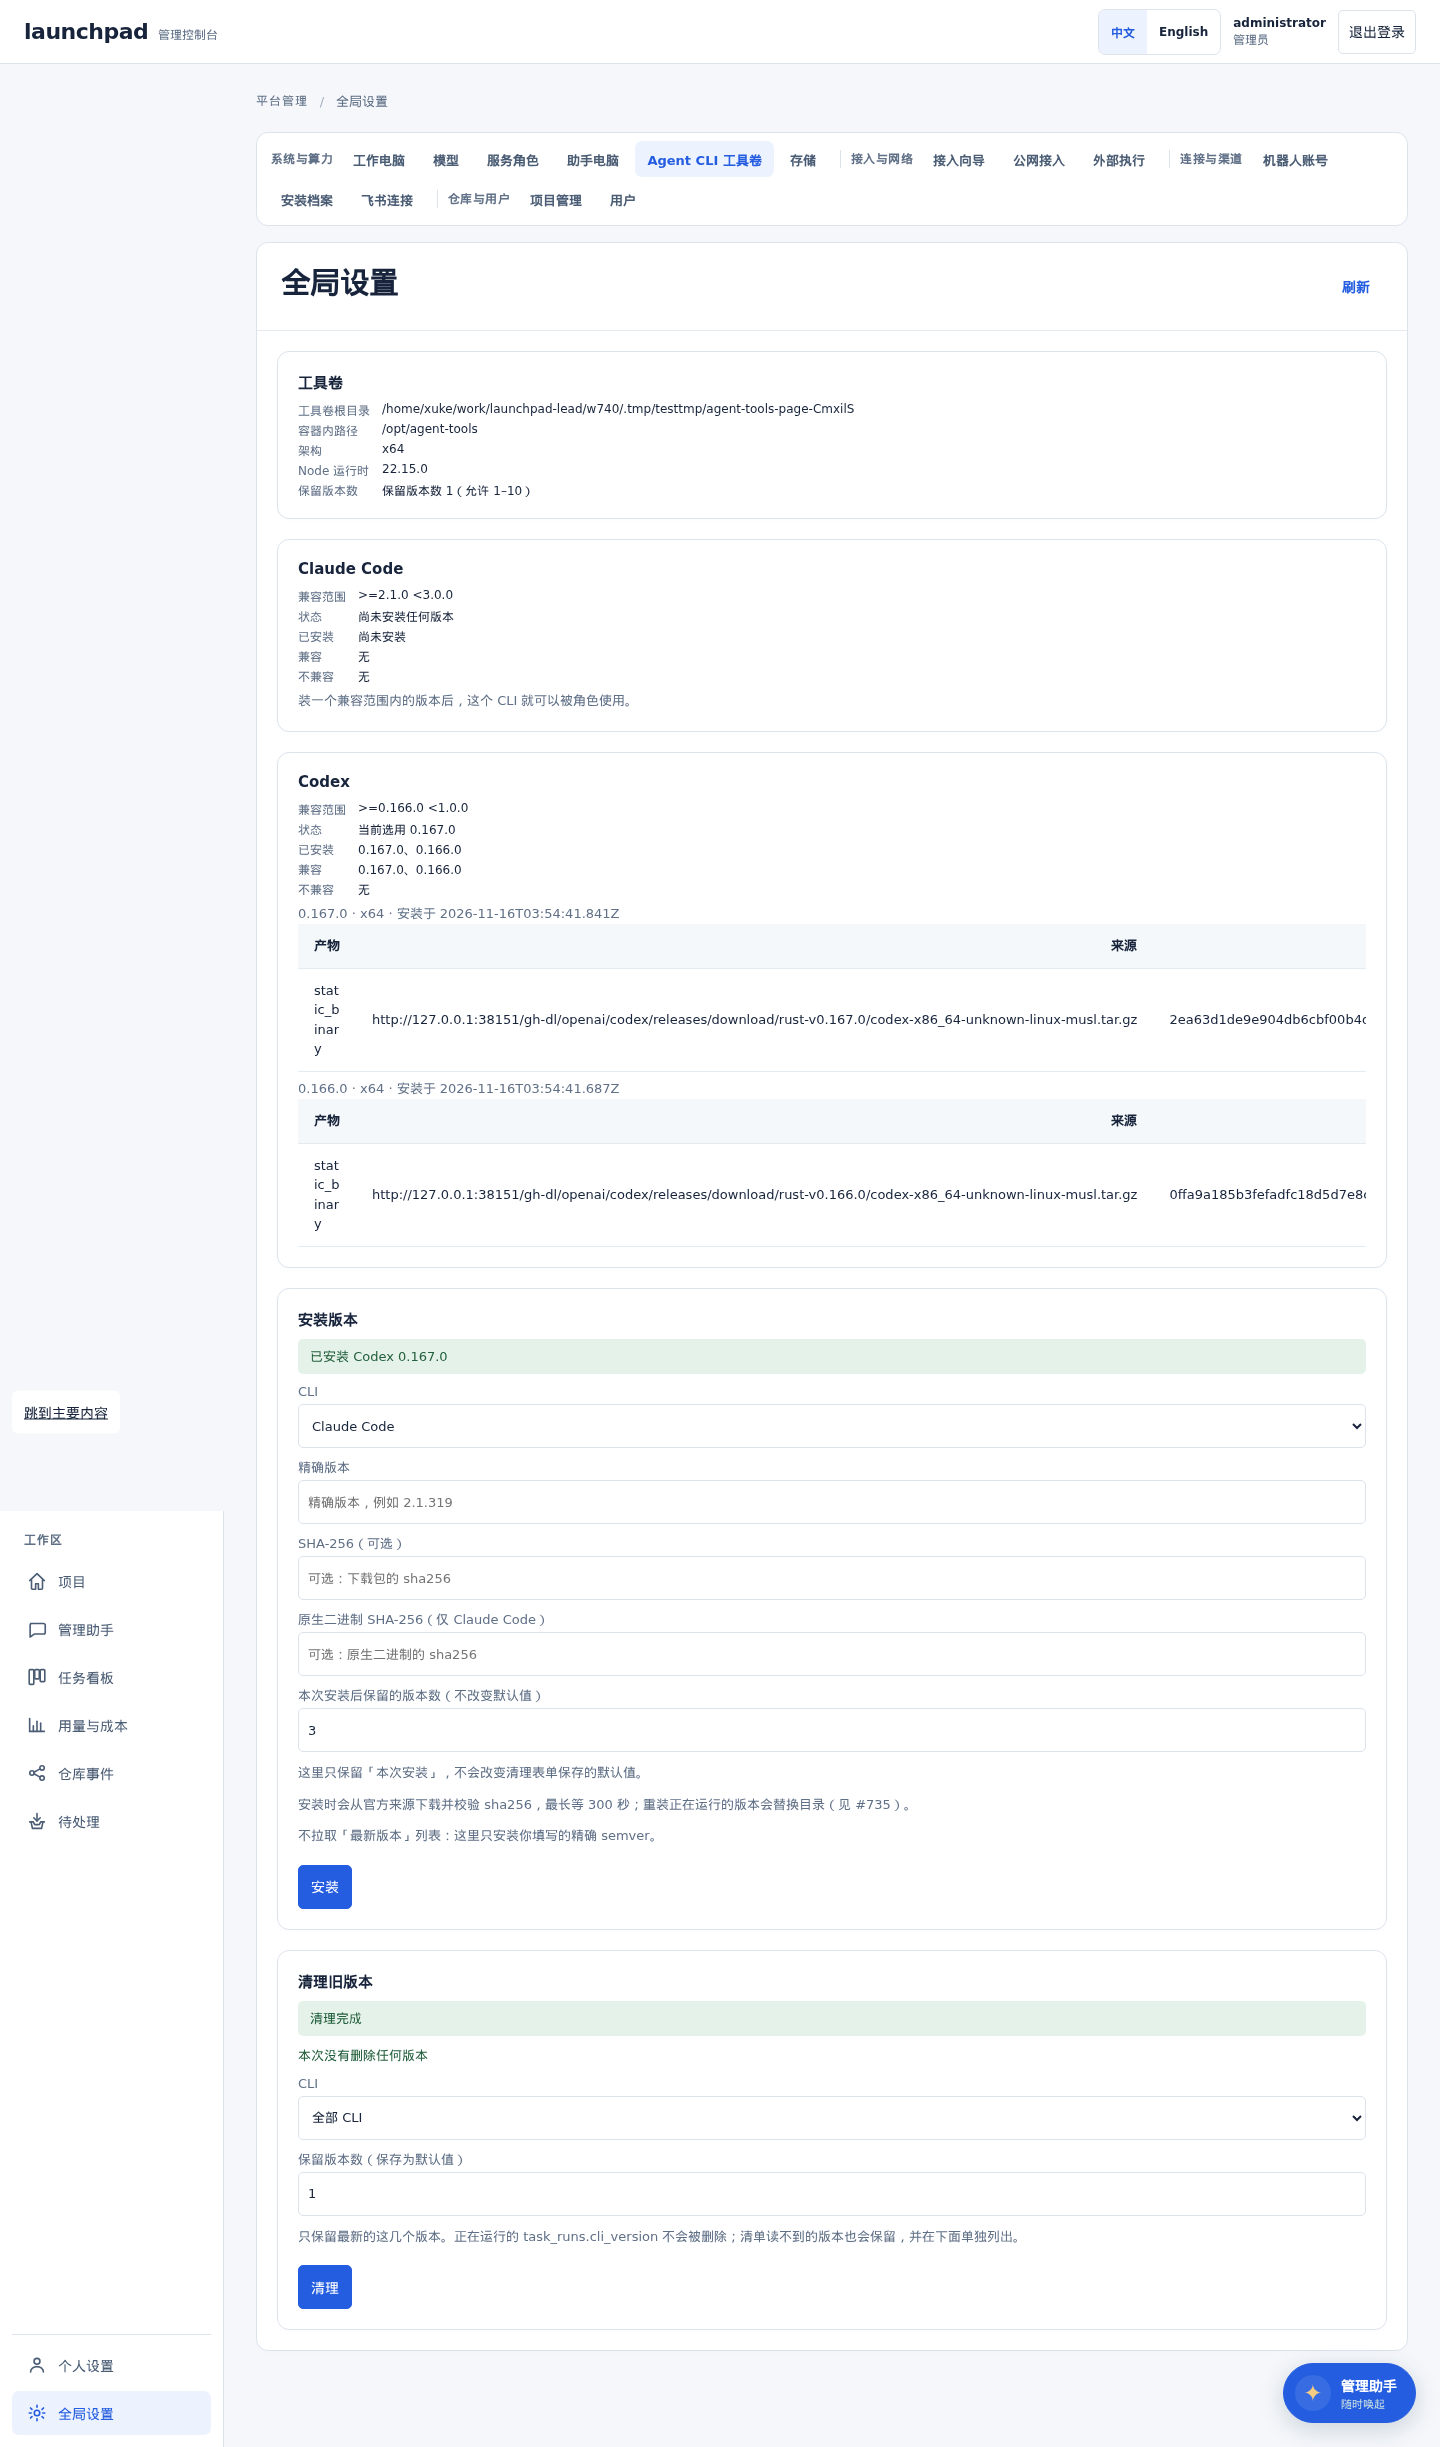 launchpad 管理控制台
中文 English
administrator
管理员
退出登录
平台管理 / 全局设置
系统与算力 工作电脑 模型 服务角色 助手电脑 Agent CLI 工具卷 存储 接入与网络 接入向导 公网接入 外部执行 连接与渠道 机器人账号
安装档案 飞书连接 仓库与用户 项目管理 用户
全局设置
刷新
工具卷
工具卷根目录 /home/xuke/work/launchpad-lead/w740/.tmp/testtmp/agent-tools-page-CmxilS
容器内路径 /opt/agent-tools
架构 x64
Node 运行时 22.15.0
保留版本数 保留版本数 1（允许 1–10）
Claude Code
兼容范围 >=2.1.0 <3.0.0
状态 尚未安装任何版本
已安装 尚未安装
兼容 无
不兼容 无
装一个兼容范围内的版本后，这个 CLI 就可以被角色使用。
Codex
兼容范围 >=0.166.0 <1.0.0
状态 当前选用 0.167.0
已安装 0.167.0、0.166.0
兼容 0.167.0、0.166.0
不兼容 无
0.167.0 · x64 · 安装于 2026-11-16T03:54:41.841Z
产物 来源
stat
ic_b
inar
y
http://127.0.0.1:38151/gh-dl/openai/codex/releases/download/rust-v0.167.0/codex-x86_64-unknown-linux-musl.tar.gz 2ea63d1de9e904db6cbf00b4c
0.166.0 · x64 · 安装于 2026-11-16T03:54:41.687Z
产物 来源
stat
ic_b
inar
y
http://127.0.0.1:38151/gh-dl/openai/codex/releases/download/rust-v0.166.0/codex-x86_64-unknown-linux-musl.tar.gz 0ffa9a185b3fefadfc18d5d7e8c
安装版本
已安装 Codex 0.167.0
CLI
Claude Code
精确版本
精确版本，例如 2.1.319
SHA-256（可选）
可选：下载包的 sha256
原生二进制 SHA-256（仅 Claude Code）
可选：原生二进制的 sha256
本次安装后保留的版本数（不改变默认值）
3
这里只保留「本次安装」，不会改变清理表单保存的默认值。
安装时会从官方来源下载并校验 sha256，最长等 300 秒；重装正在运行的版本会替换目录（见 #735）。
不拉取「最新版本」列表：这里只安装你填写的精确 semver。
安装
清理旧版本
清理完成
本次没有删除任何版本
CLI
全部 CLI
保留版本数（保存为默认值）
1
只保留最新的这几个版本。正在运行的 task_runs.cli_version 不会被删除；清单读不到的版本也会保留，并在下面单独列出。
清理
跳到主要内容
工作区
项目
管理助手
任务看板
用量与成本
仓库事件
待处理
个人设置
全局设置
管理助手
随时唤起